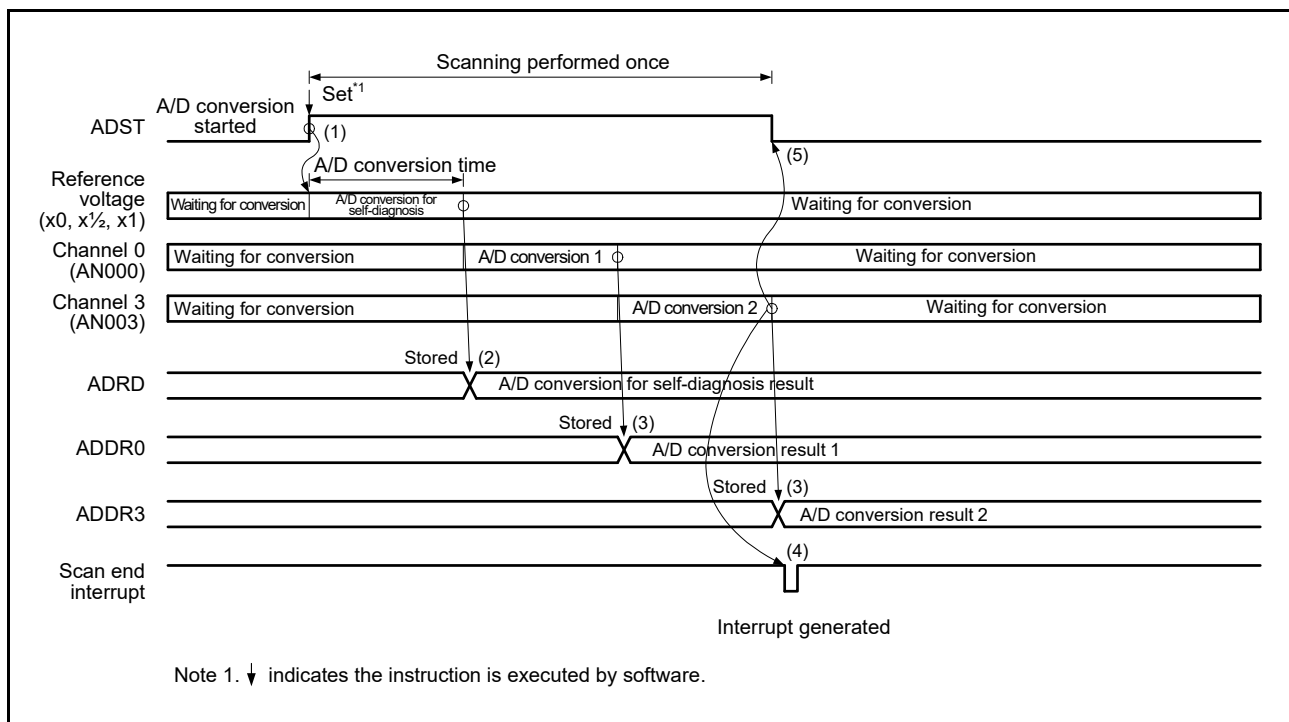 Scanning performed once
Set*1
A/D conversion
started
ADST
(1)
(5)
A/D conversion time
Reference
voltage
(x0, x½, x1)
Waiting for conversion
A/D conversion for
self-diagnosis
Waiting for conversion
Channel 0
(AN000)
Waiting for conversion
A/D conversion 1
Waiting for conversion
Channel 3
(AN003)
Waiting for conversion
A/D conversion 2
Waiting for conversion
Stored
(2)
ADRD
A/D conversion for self-diagnosis result
Stored
(3)
ADDR0
A/D conversion result 1
Stored
(3)
ADDR3
A/D conversion result 2
(4)
Scan end
interrupt
Interrupt generated
Note 1. ↓ indicates the instruction is executed by software.